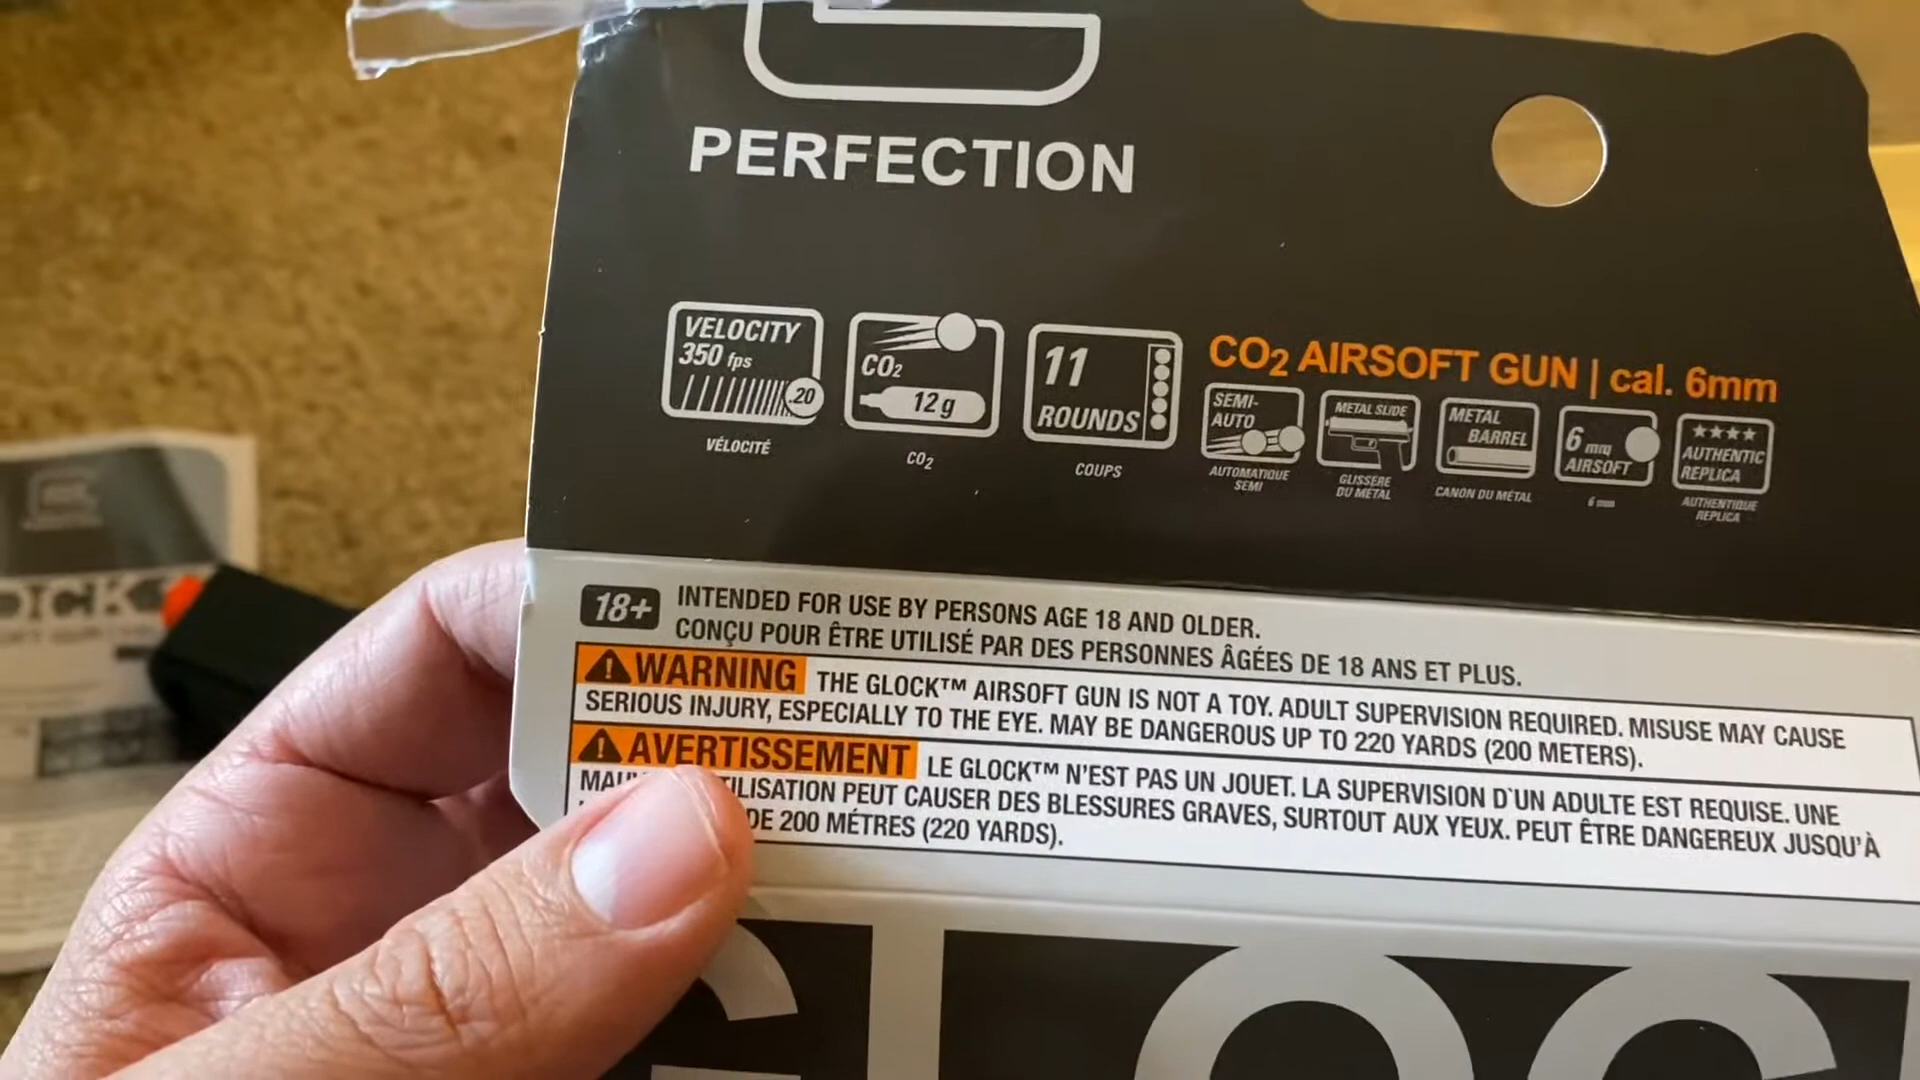 PERFECTION
VELOCITY
350 fps
.20
VÉLOCITÉ
CO2
12g
CO2
11
ROUNDS
COUPS
CO2 AIRSOFT GUN | cal. 6mm
SEMI-
AUTO
AUTOMATIQUE
SEMI
METAL SLIDE
GLISSERE
DU METAL
METAL
BARREL
CANON DU MÉTAL
6 mm
AIRSOFT
6 mm
AUTHENTIC
REPLICA
AUTHENTIQUE
REPLICA
18+ INTENDED FOR USE BY PERSONS AGE 18 AND OLDER.
CONÇU POUR ÊTRE UTILISÉ PAR DES PERSONNES ÂGÉES DE 18 ANS ET PLUS.
WARNING THE GLOCK™ AIRSOFT GUN IS NOT A TOY. ADULT SUPERVISION REQUIRED. MISUSE MAY CAUSE
SERIOUS INJURY, ESPECIALLY TO THE EYE. MAY BE DANGEROUS UP TO 220 YARDS (200 METERS).
AVERTISSEMENT LE GLOCK™ N'EST PAS UN JOUET. LA SUPERVISION D`UN ADULTE EST REQUISE. UNE
PEUT CAUSER DES BLESSURES GRAVES, SURTOUT AUX YEUX. PEUT ÊTRE DANGEREUX JUSQU'À
DE 200 MÉTRES (220 YARDS).